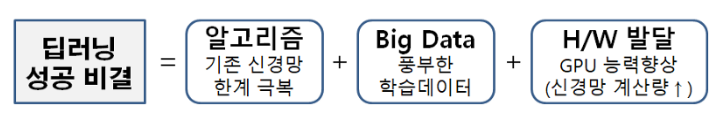 딥러닝
성공 비결
=
알고리즘
기존 신경망
한계 극복
+
Big Data
풍부한
학습데이터
+
H/W 발달
GPU 능력향상
(신경망 계산량↑)